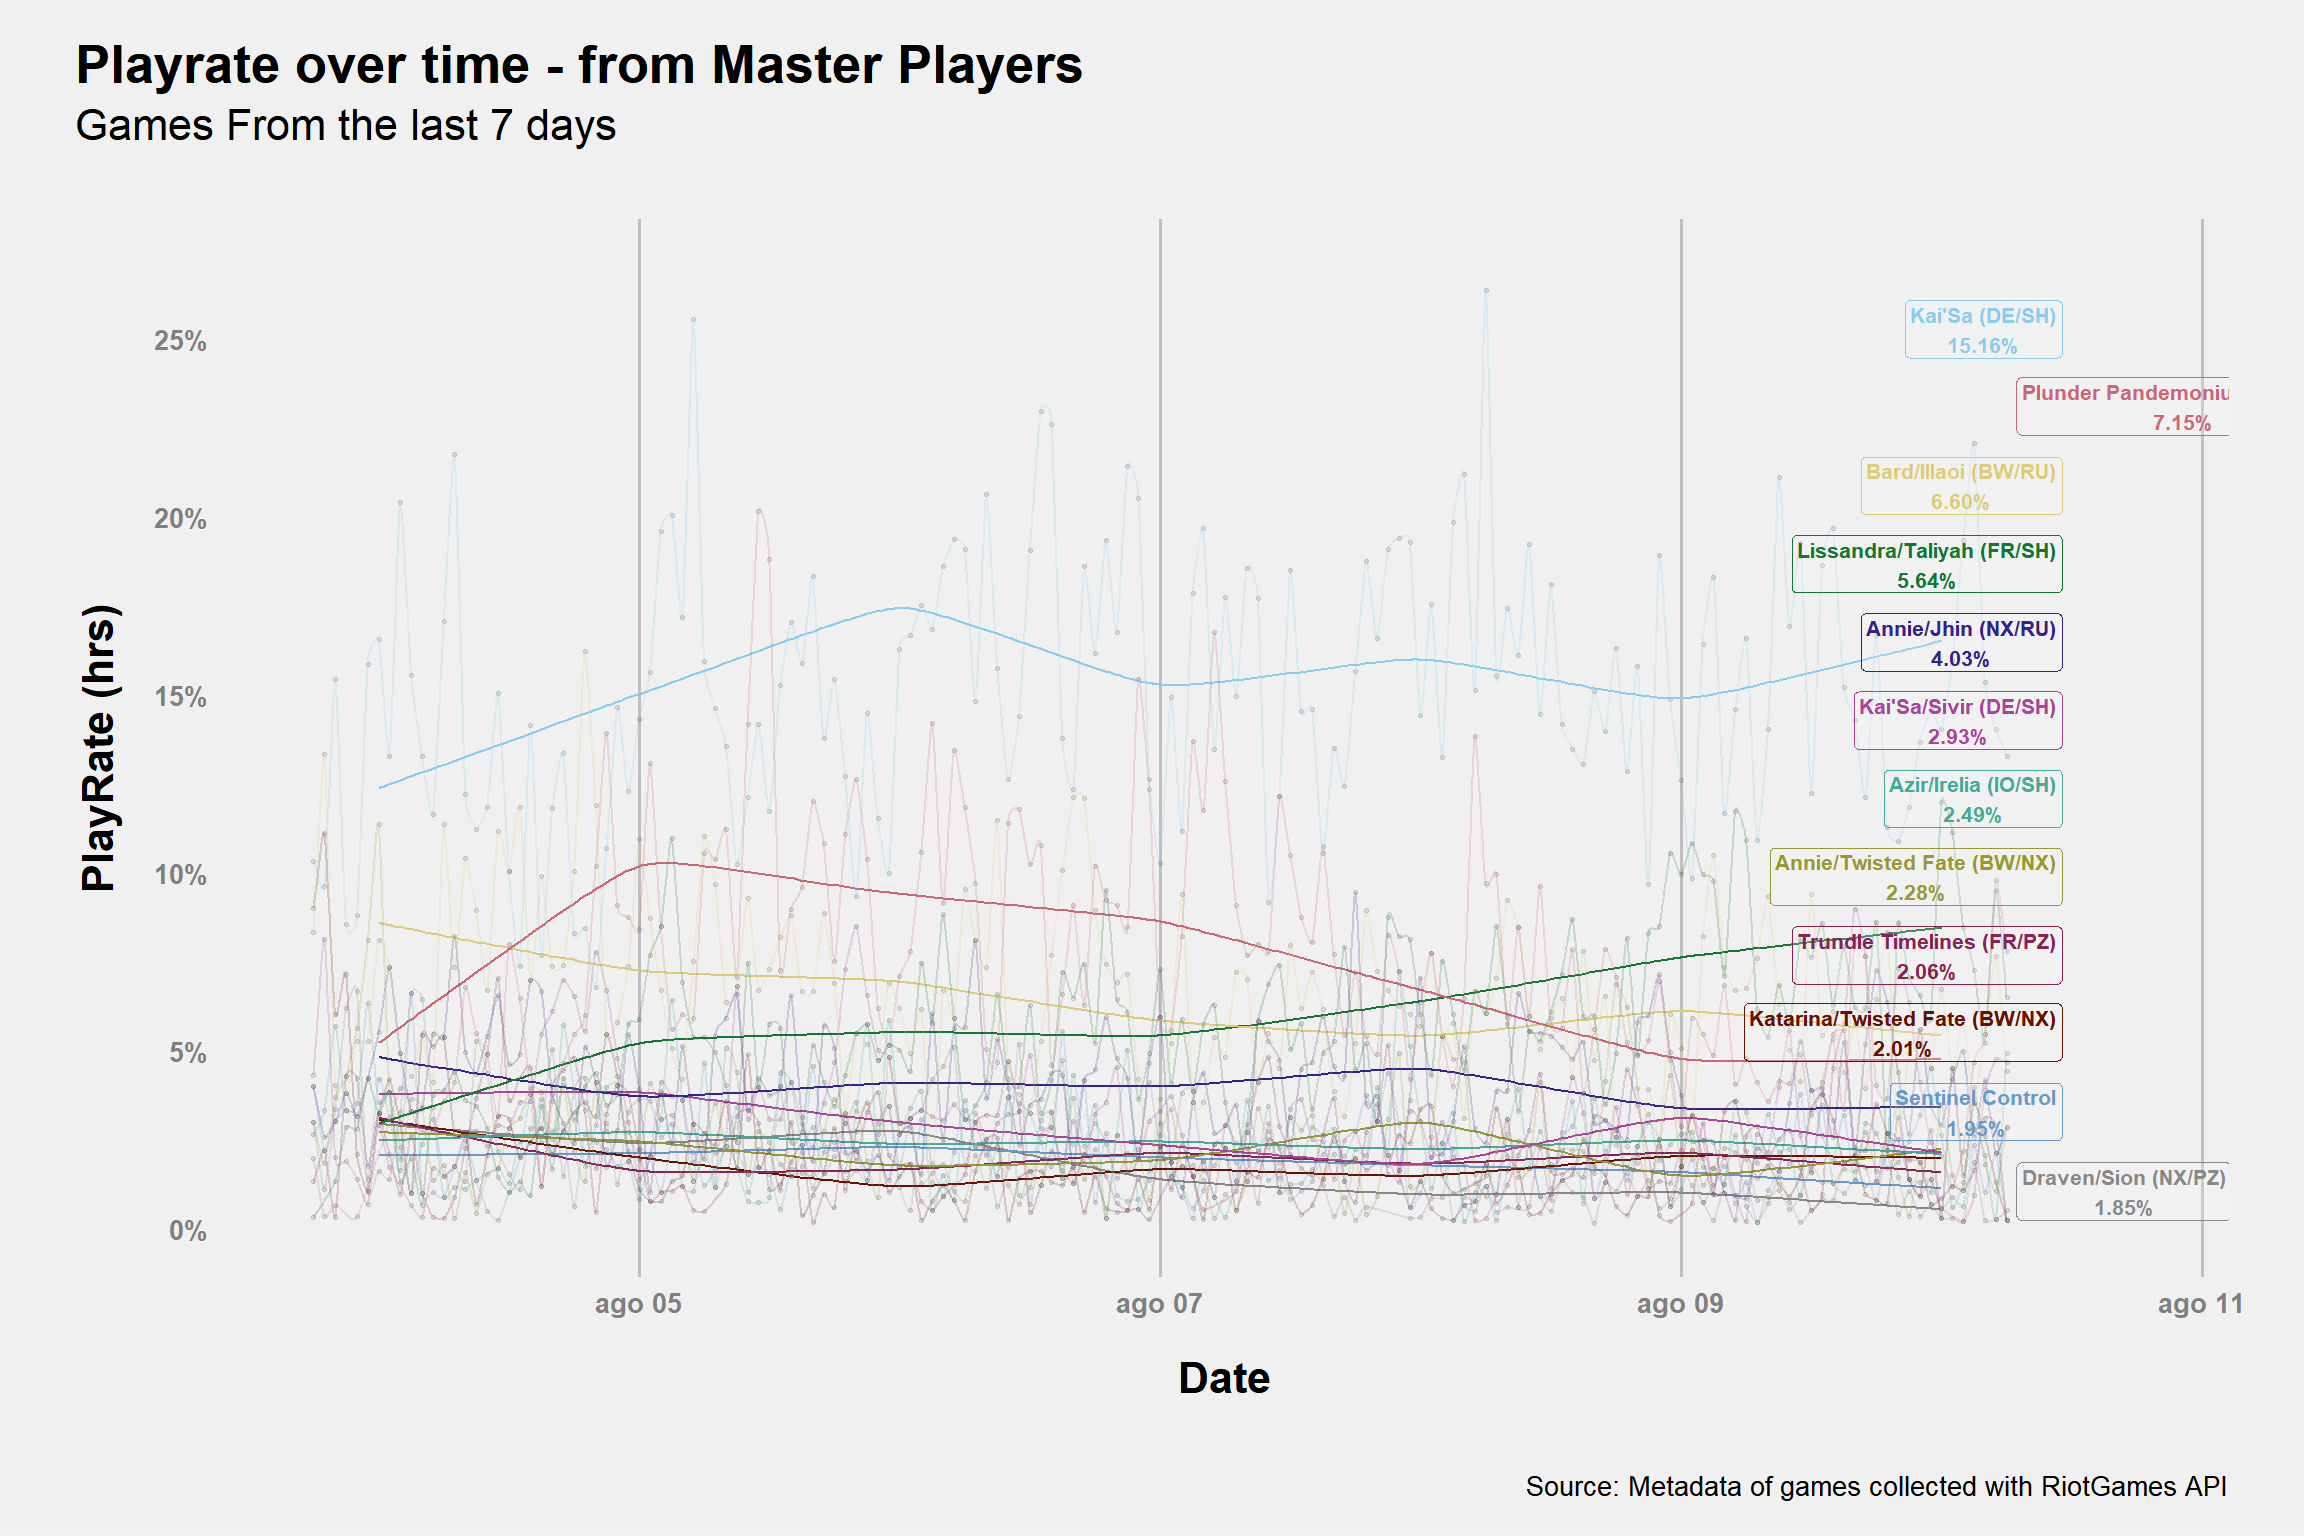 Playrate over time - from Master Players
Games From the last 7 days
PlayRate (hrs)
25%
20%
15%
10%
5%
0%
Kai'Sa (DE/SH)
15.16%
Plunder Pandemoniu
7.15%
Bard/Illaoi (BW/RU)
6.60%
Lissandra/Taliyah (FR/SH)
5.64%
Annie/Jhin (NX/RU)
4.03%
Kai'Sa/Sivir (DE/SH)
2.93%
Azir/Irelia (IO/SH)
2.49%
Annie/Twisted Fate (BW/NX)
2.28%
Trundle Timelines (FR/PZ)
2.06%
Katarina/Twisted Fate (BW/NX)
2.01%
Sentinel Control
1.95%
Draven/Sion (NX/PZ)
1.85%
ago 05
ago 07
ago 09
ago 11
Date
Source: Metadata of games collected with RiotGames API